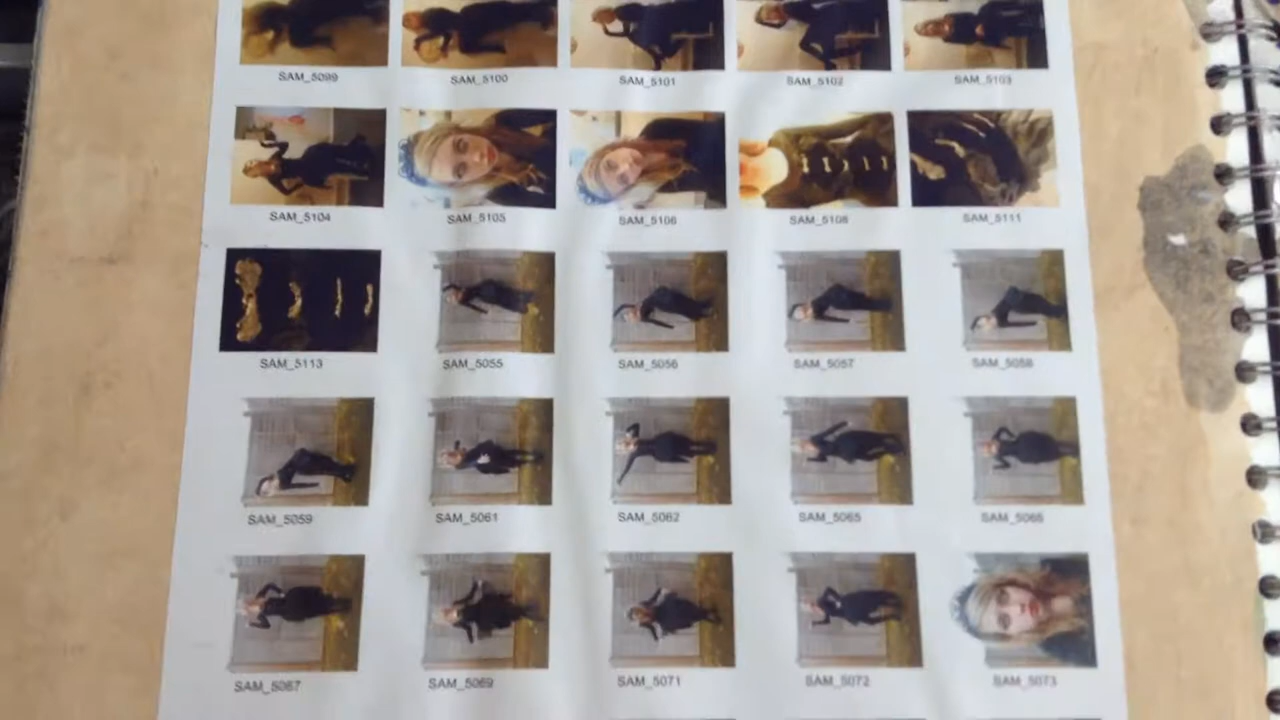 SAM_5099 SAM_5100 SAM_5101 SAM_5102 SAM_5103
SAM_5104 SAM_5105 SAM_5106 SAM_5108 SAM_5111
SAM_5113 SAM_5055 SAM_5056 SAM_5057 SAM_5058
SAM_5059 SAM_5061 SAM_5062 SAM_5065 SAM_5066
SAM_5067 SAM_5069 SAM_5071 SAM_5072 SAM_5073